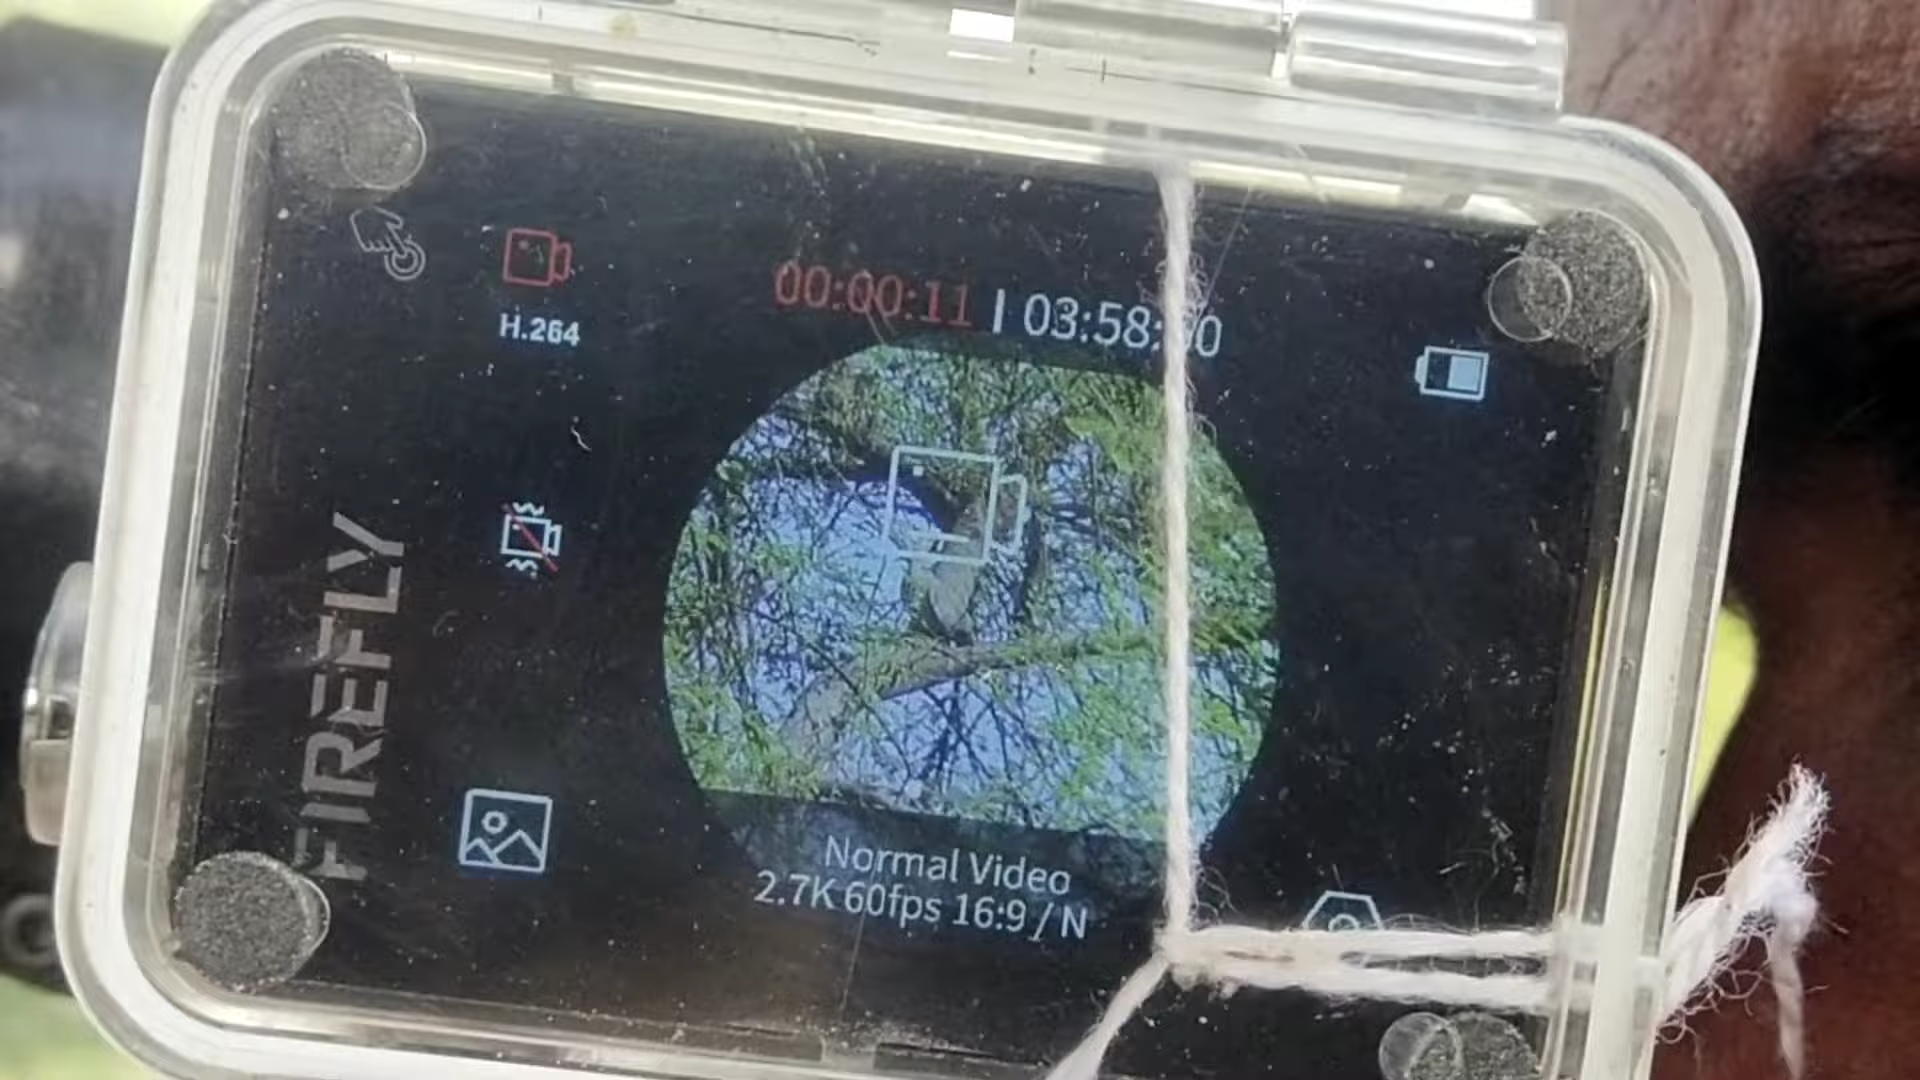 00:00:11 | 03:58:
H.264
FIREFLY
Normal Video
2.7K 60fps 16:9 / N